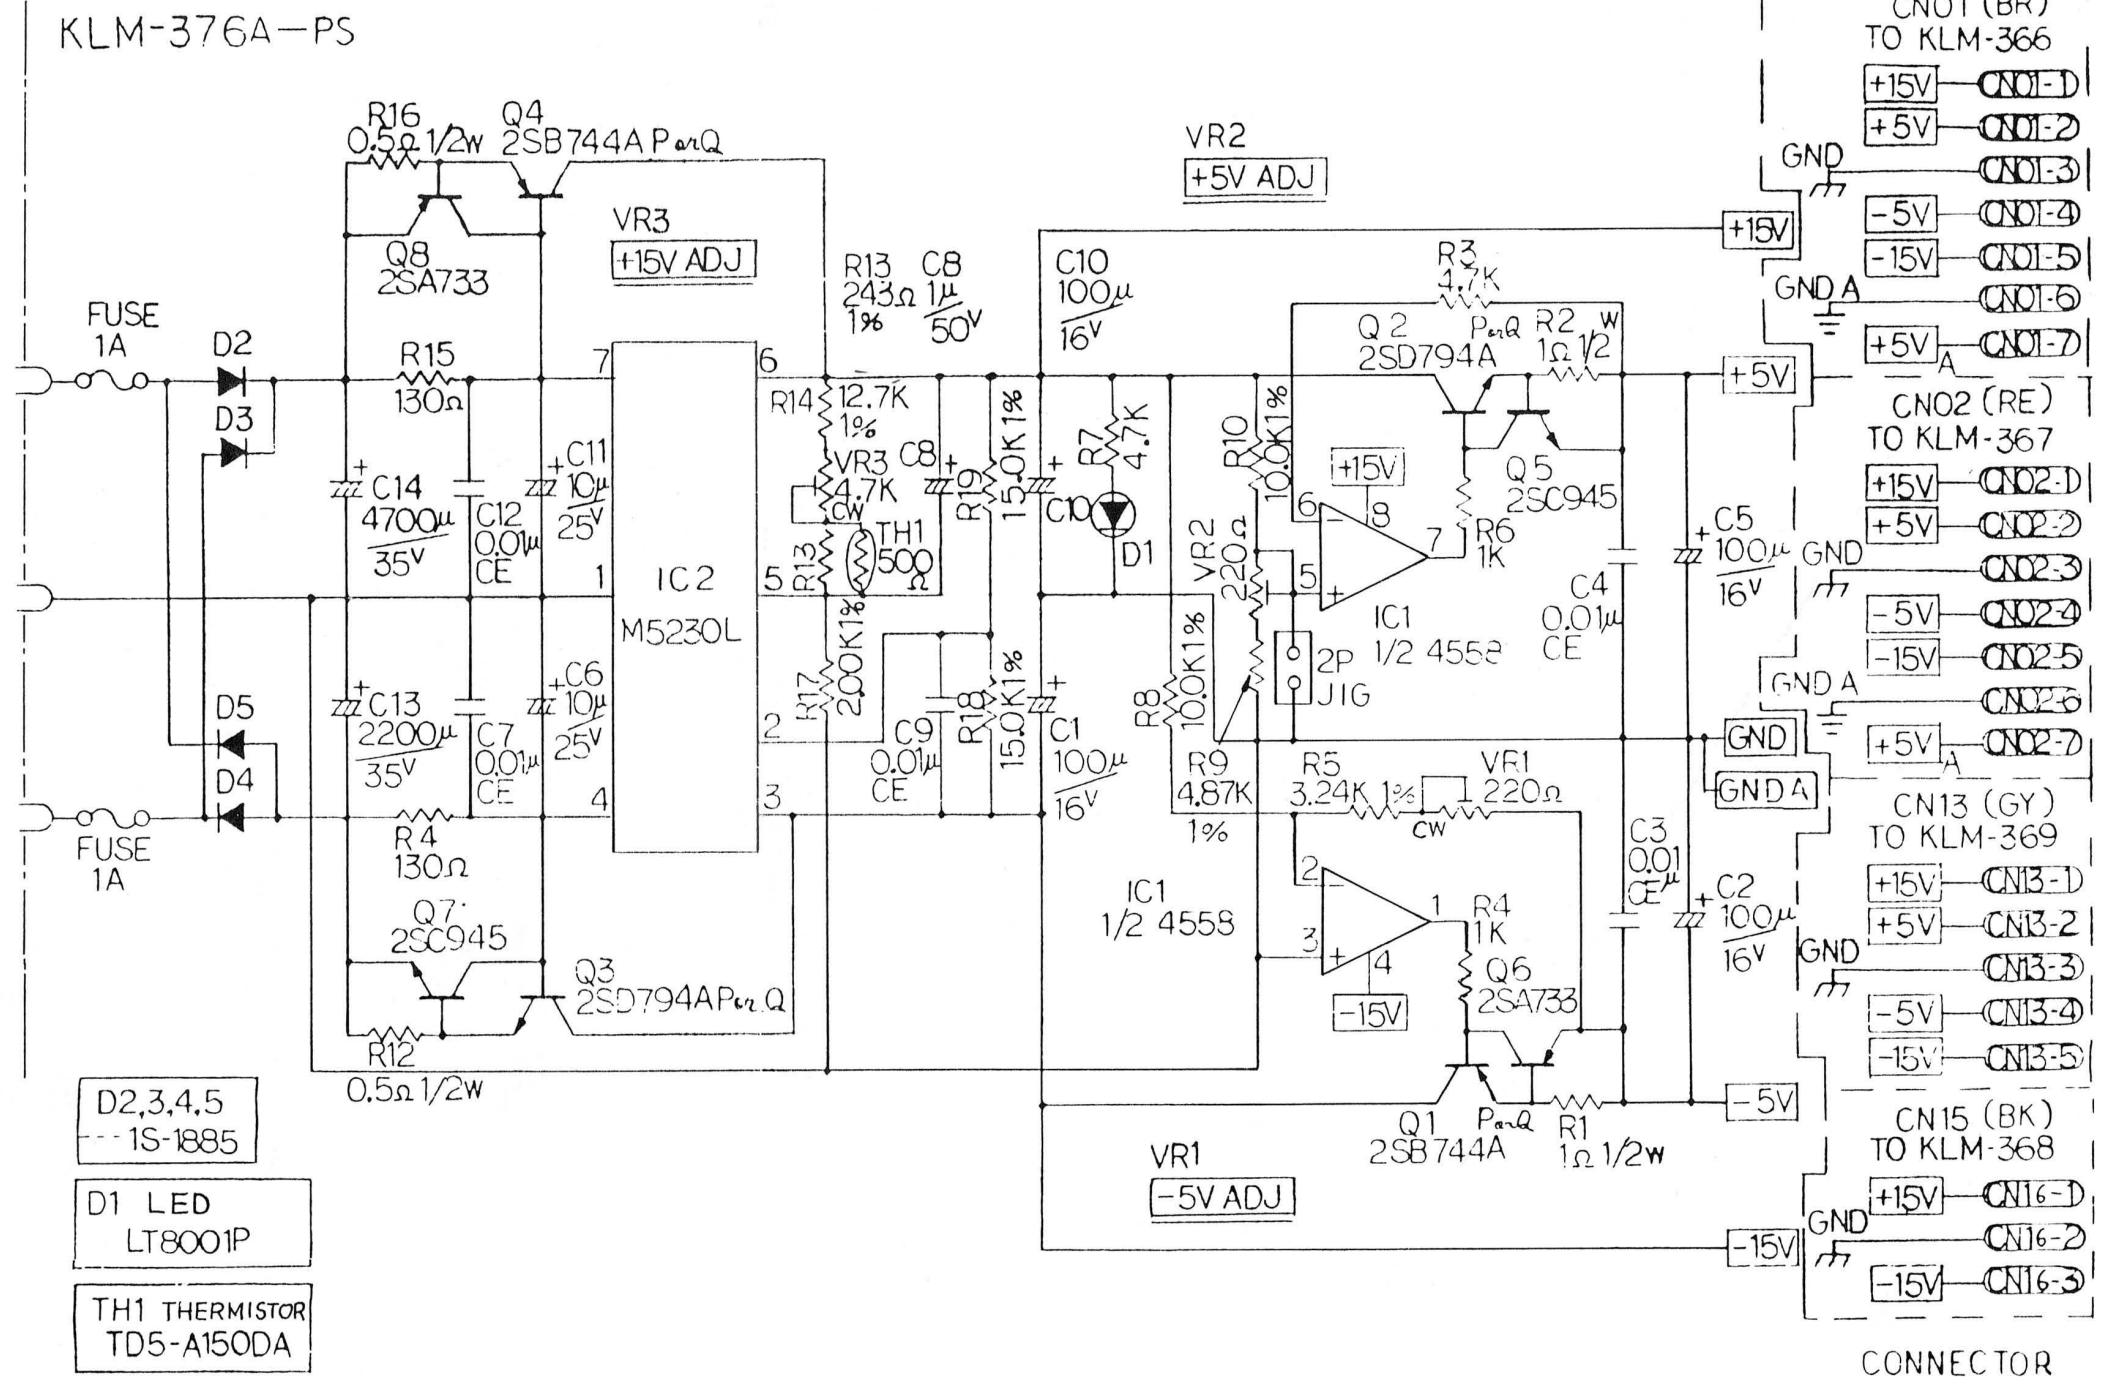 KLM-376A-PS
CN01 (BR)
TO KLM-366
+15V CN01-1
+5V CN01-2
GND CN01-3
-5V CN01-4
-15V CN01-5
GND A CN01-6
+5V A CN01-7
CN02 (RE)
TO KLM-367
+15V CN02-1
+5V CN02-2
GND CN02-3
-5V CN02-4
-15V CN02-5
GND A CN02-6
+5V A CN02-7
CN13 (GY)
TO KLM-369
+15V CN13-1
+5V CN13-2
GND CN13-3
-5V CN13-4
-15V CN13-5
CN15 (BK)
TO KLM-368
+15V CN16-1
GND CN16-2
-15V CN16-3
CONNECTOR
R16
0.5Ω 1/2W
Q4
2SB744A P or Q
Q8
2SA733
VR3
+15V ADJ
VR2
+5V ADJ
FUSE
1A
D2
D3
R15
130Ω
7
6
R13
243Ω
1%
C8
1µ
50V
C10
100µ
16V
+15V
R3
4.7K
Q2
2SD794A
P or Q
R2
1Ω 1/2 W
+5V
R14
12.7K
1%
VR3
4.7K
CW
C8
+
R19
15.0K 1%
+
C10
R7
4.7K
D1
R10
10.0K 1%
+15V
6
-
8
7
5
+
R6
1K
Q5
2SC945
+
C14
4700µ
35V
C12
0.01µ
CE
+
C11
10µ
25V
1
5
IC2
M5230L
R13
TH1
500
Ω
VR2
220Ω
IC1
1/2 4558
C4
0.01µ
CE
+
C5
100µ
16V
+
C13
2200µ
35V
C7
0.01µ
CE
+
C6
10µ
25V
R17
2.00K 1%
2
C9
0.01µ
CE
R18
15.0K 1%
+
C1
100µ
16V
R8
10.0K 1%
2P
JIG
GND
GND A
D5
D4
FUSE
1A
R4
130Ω
4
3
R9
4.87K
1%
R5
3.24K 1%
VR1
220Ω
CW
C3
0.01
µ
CE
+
C2
100µ
16V
IC1
1/2 4558
2
-
1
3
+
4
-15V
R4
1K
Q6
2SA733
Q7
2SC945
Q3
2SD794A P or Q
R12
0.5Ω 1/2W
Q1
2SB744A
P or Q
R1
1Ω 1/2W
-5V
VR1
-5V ADJ
-15V
D2,3,4,5
--- 1S-1885
D1 LED
LT8001P
TH1 THERMISTOR
TD5-A150DA